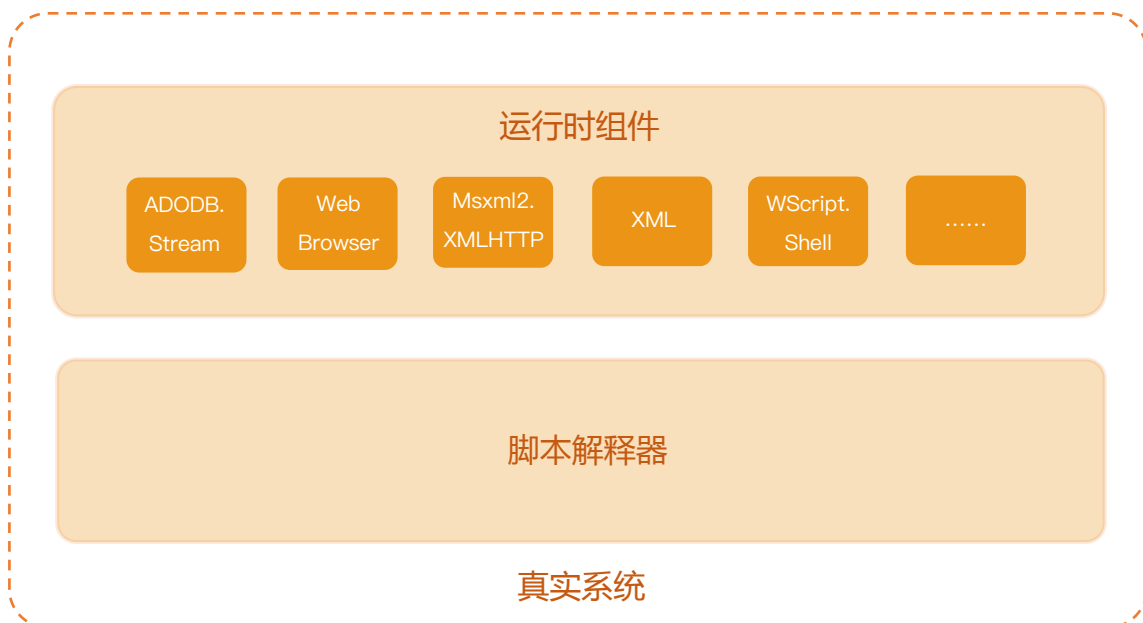 运行时组件
ADODB.
Stream
Web
Browser
Msxml2.
XMLHTTP
XML
WScript.
Shell
……
脚本解释器
真实系统